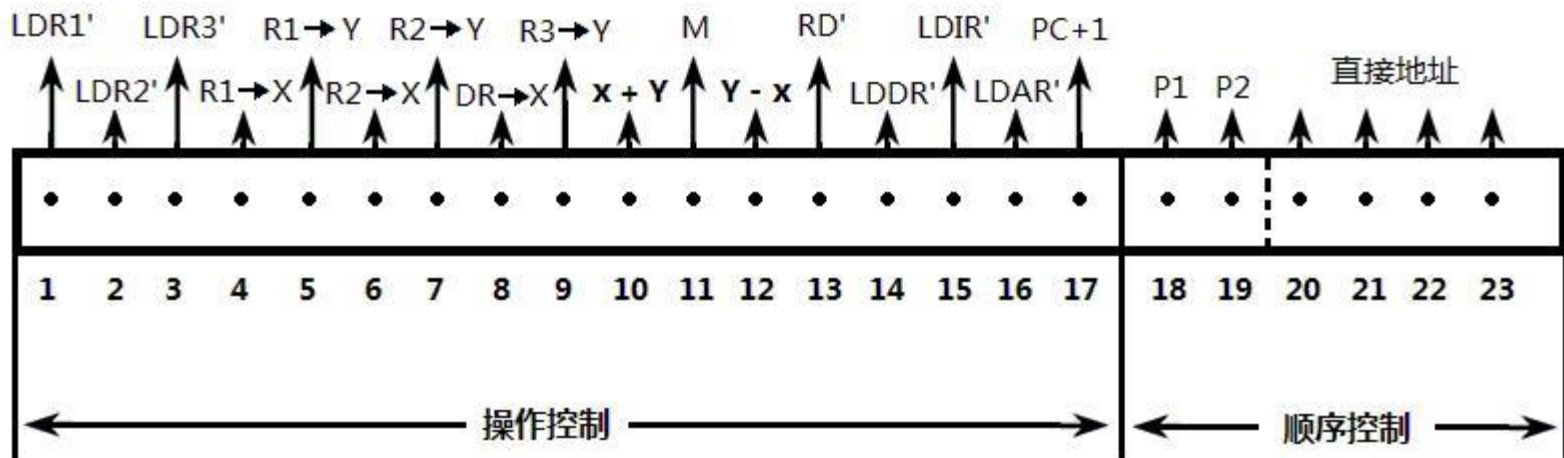 LDR1' LDR3' R1→Y R2→Y R3→Y M RD' LDIR' PC+1
LDR2' R1→X R2→X DR→X X + Y Y - X LDDR' LDAR' P1 P2 直接地址
1 2 3 4 5 6 7 8 9 10 11 12 13 14 15 16 17 18 19 20 21 22 23
操作控制 顺序控制